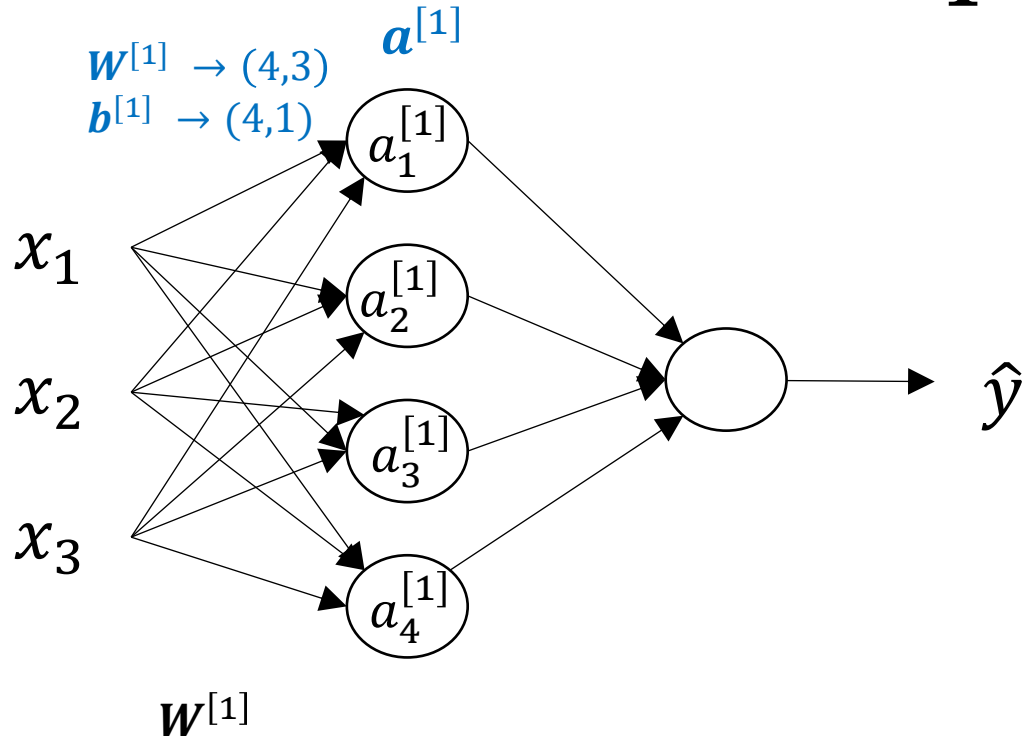 a^[1]
W^[1] → (4,3)
b^[1] → (4,1)
a_1^[1]
x_1
a_2^[1]
x_2
ŷ
a_3^[1]
x_3
a_4^[1]
W^[1]